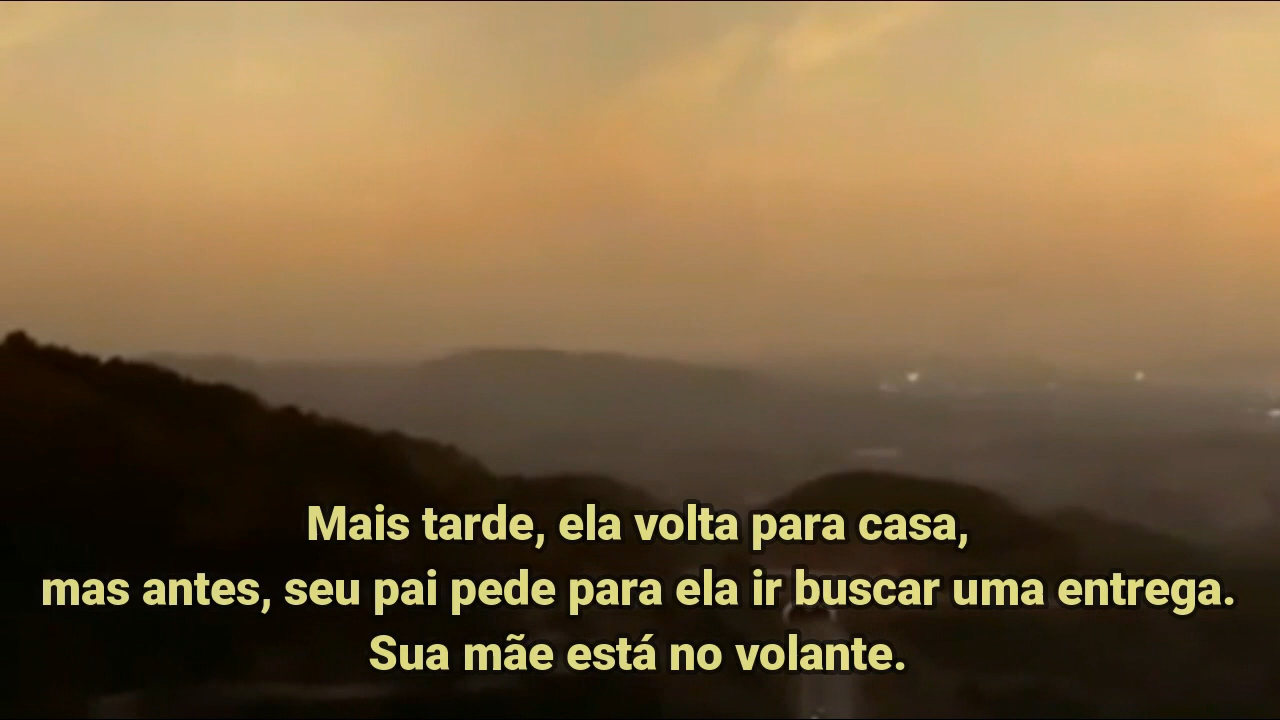 Mais tarde, ela volta para casa,
mas antes, seu pai pede para ela ir buscar uma entrega.
Sua mãe está no volante.